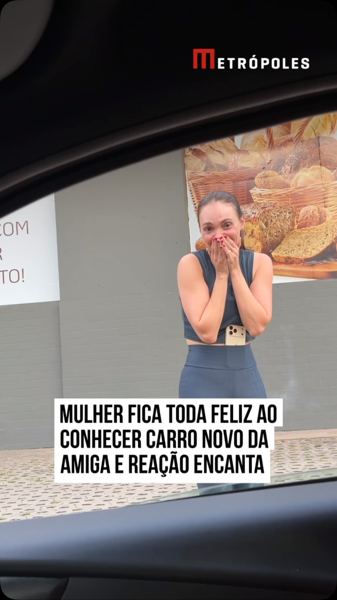 METRÓPOLES
COM
R
TO!
MULHER FICA TODA FELIZ AO
CONHECER CARRO NOVO DA
AMIGA E REAÇÃO ENCANTA